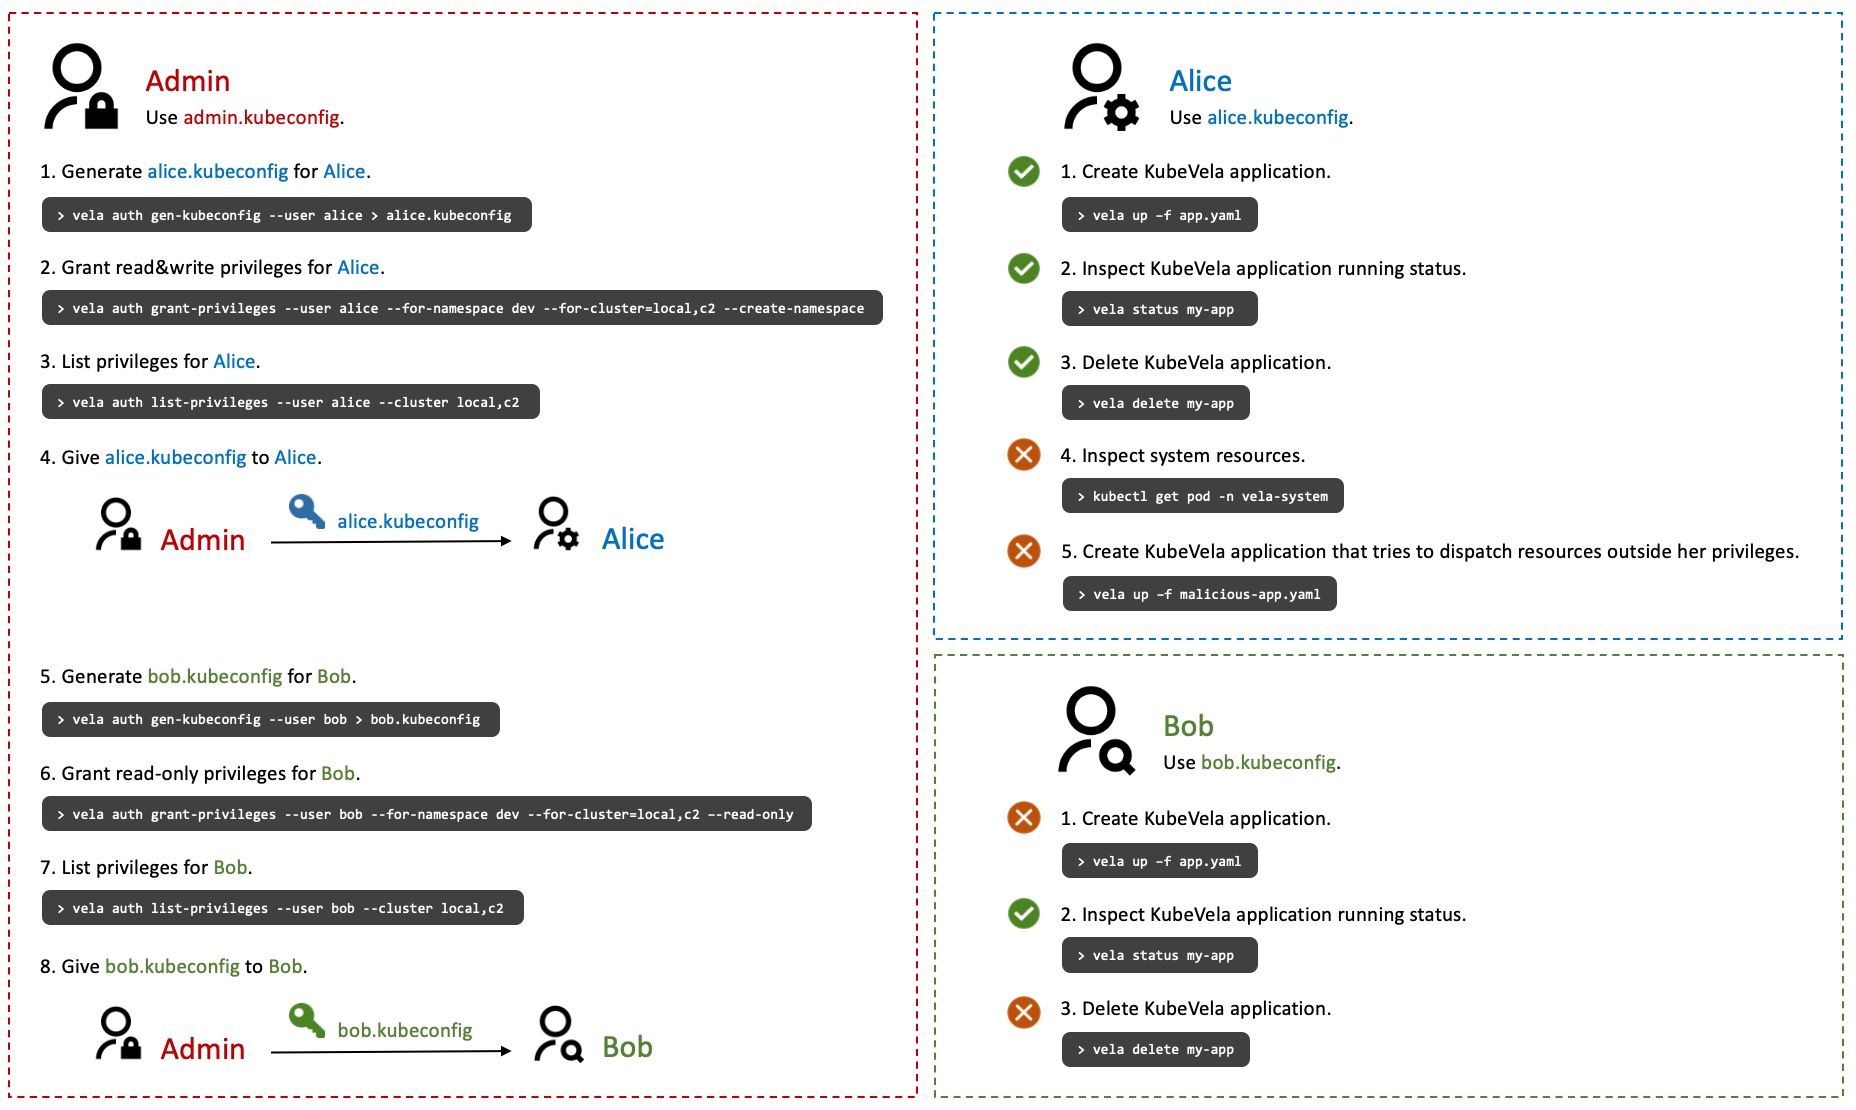 Admin
Use admin.kubeconfig.
1. Generate alice.kubeconfig for Alice.
> vela auth gen-kubeconfig --user alice > alice.kubeconfig
2. Grant read&write privileges for Alice.
> vela auth grant-privileges --user alice --for-namespace dev --for-cluster=local,c2 --create-namespace
3. List privileges for Alice.
> vela auth list-privileges --user alice --cluster local,c2
4. Give alice.kubeconfig to Alice.
Admin
alice.kubeconfig
Alice
5. Generate bob.kubeconfig for Bob.
> vela auth gen-kubeconfig --user bob > bob.kubeconfig
6. Grant read-only privileges for Bob.
> vela auth grant-privileges --user bob --for-namespace dev --for-cluster=local,c2 –-read-only
7. List privileges for Bob.
> vela auth list-privileges --user bob --cluster local,c2
8. Give bob.kubeconfig to Bob.
Admin
bob.kubeconfig
Bob
Alice
Use alice.kubeconfig.
1. Create KubeVela application.
> vela up –f app.yaml
2. Inspect KubeVela application running status.
> vela status my-app
3. Delete KubeVela application.
> vela delete my-app
4. Inspect system resources.
> kubectl get pod -n vela-system
5. Create KubeVela application that tries to dispatch resources outside her privileges.
> vela up –f malicious-app.yaml
Bob
Use bob.kubeconfig.
1. Create KubeVela application.
> vela up –f app.yaml
2. Inspect KubeVela application running status.
> vela status my-app
3. Delete KubeVela application.
> vela delete my-app